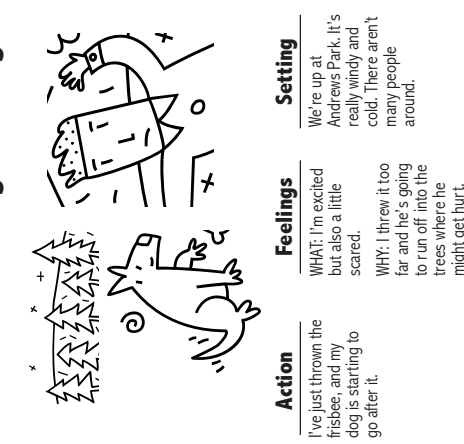 Action
I've just thrown the
frisbee, and my
dog is starting to
go after it.
Feelings
WHAT: I'm excited
but also a little
scared.
WHY: I threw it too
far and he's going
to run off into the
trees where he
might get hurt.
Setting
We're up at
Andrews Park. It's
really windy and
cold. There aren't
many people
around.